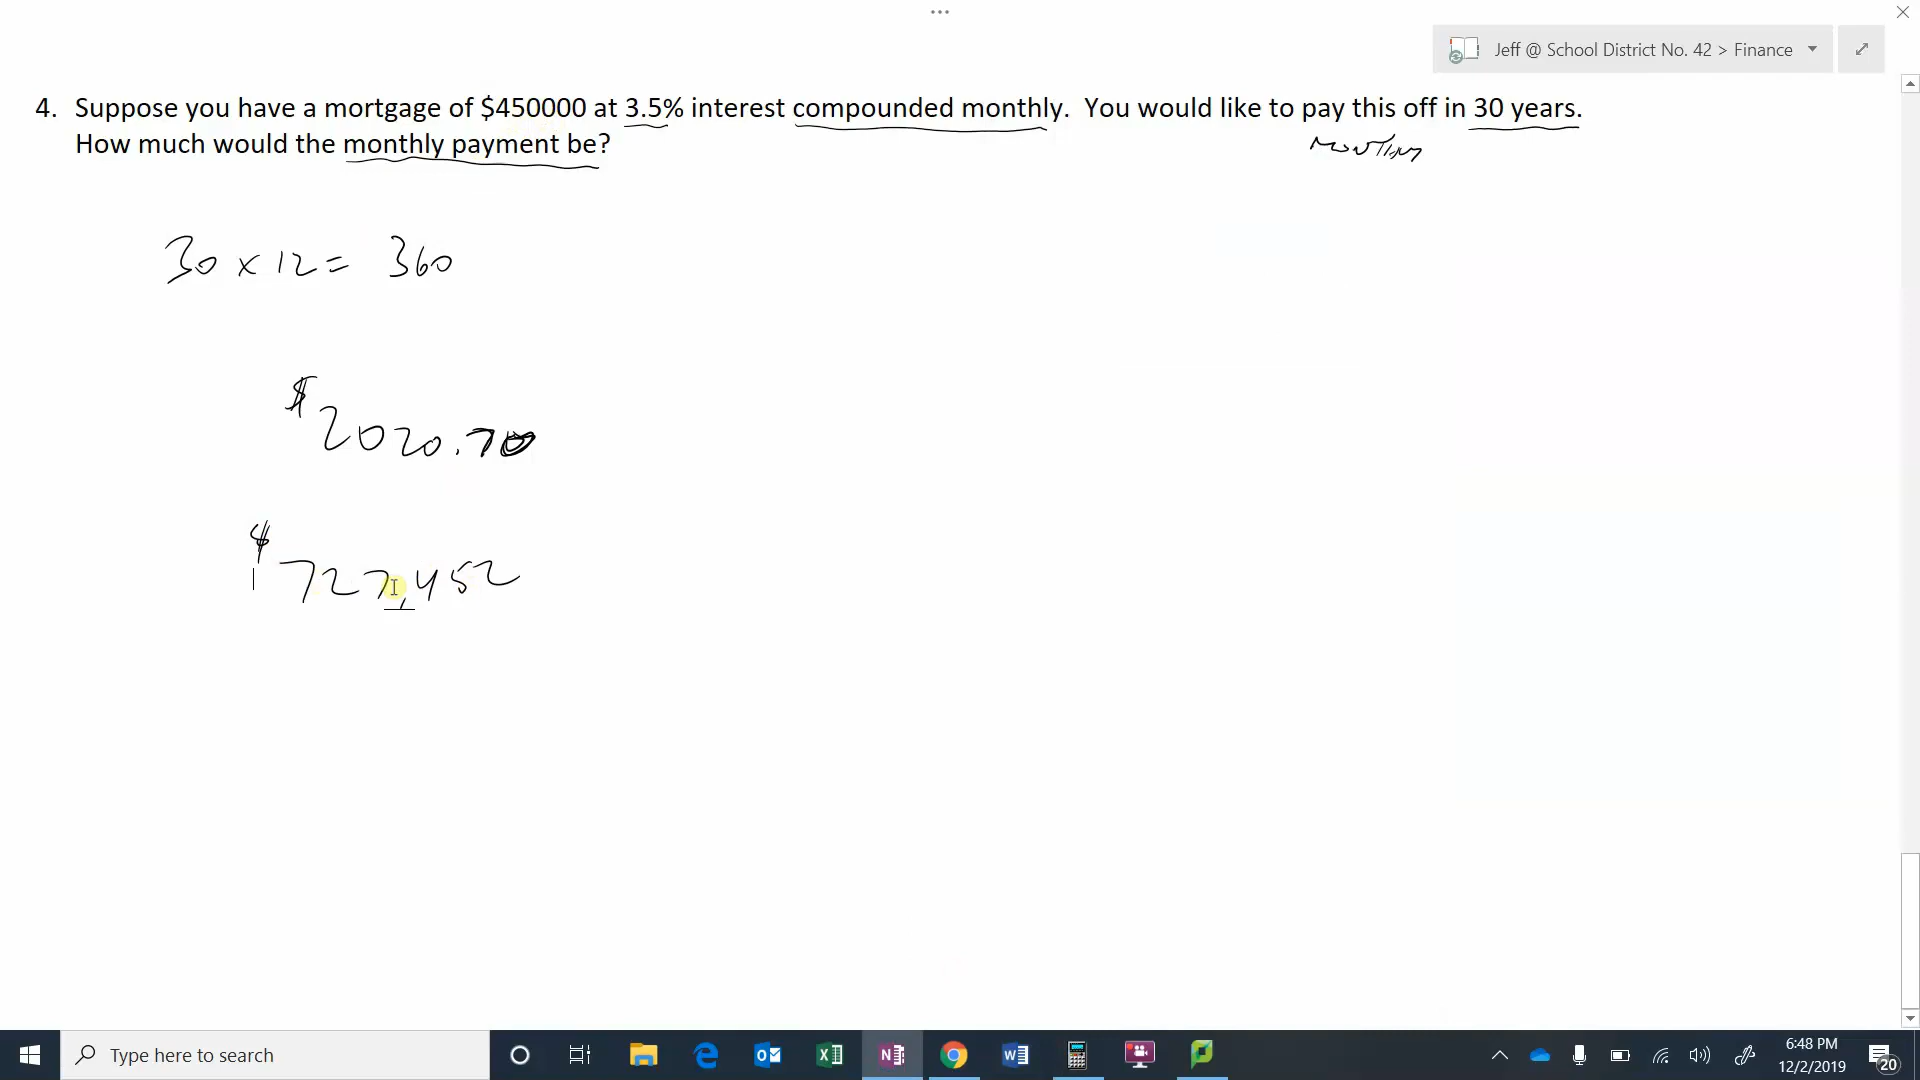 Jeff @ School District No. 42 > Finance
4. Suppose you have a mortgage of $450000 at 3.5% interest compounded monthly. You would like to pay this off in 30 years.
How much would the monthly payment be?
monthly
30 x 12 = 360
$2020.70
$727,452
Type here to search
6:48 PM
12/2/2019
20